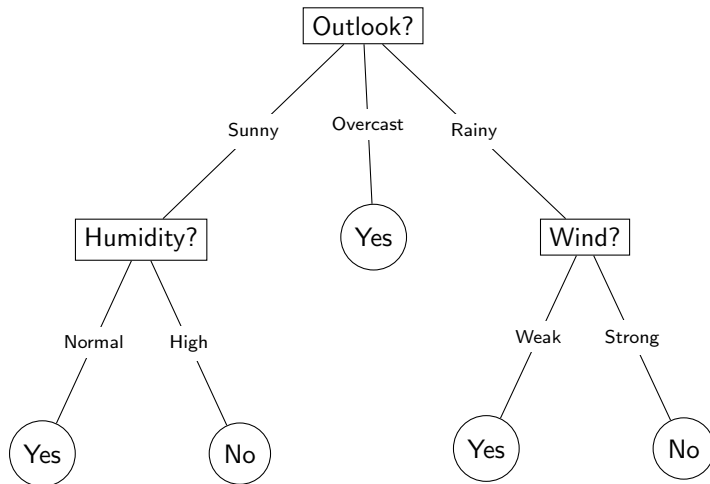 Outlook?
Sunny
Overcast
Rainy
Humidity?
Yes
Wind?
Normal
High
Weak
Strong
Yes
No
Yes
No